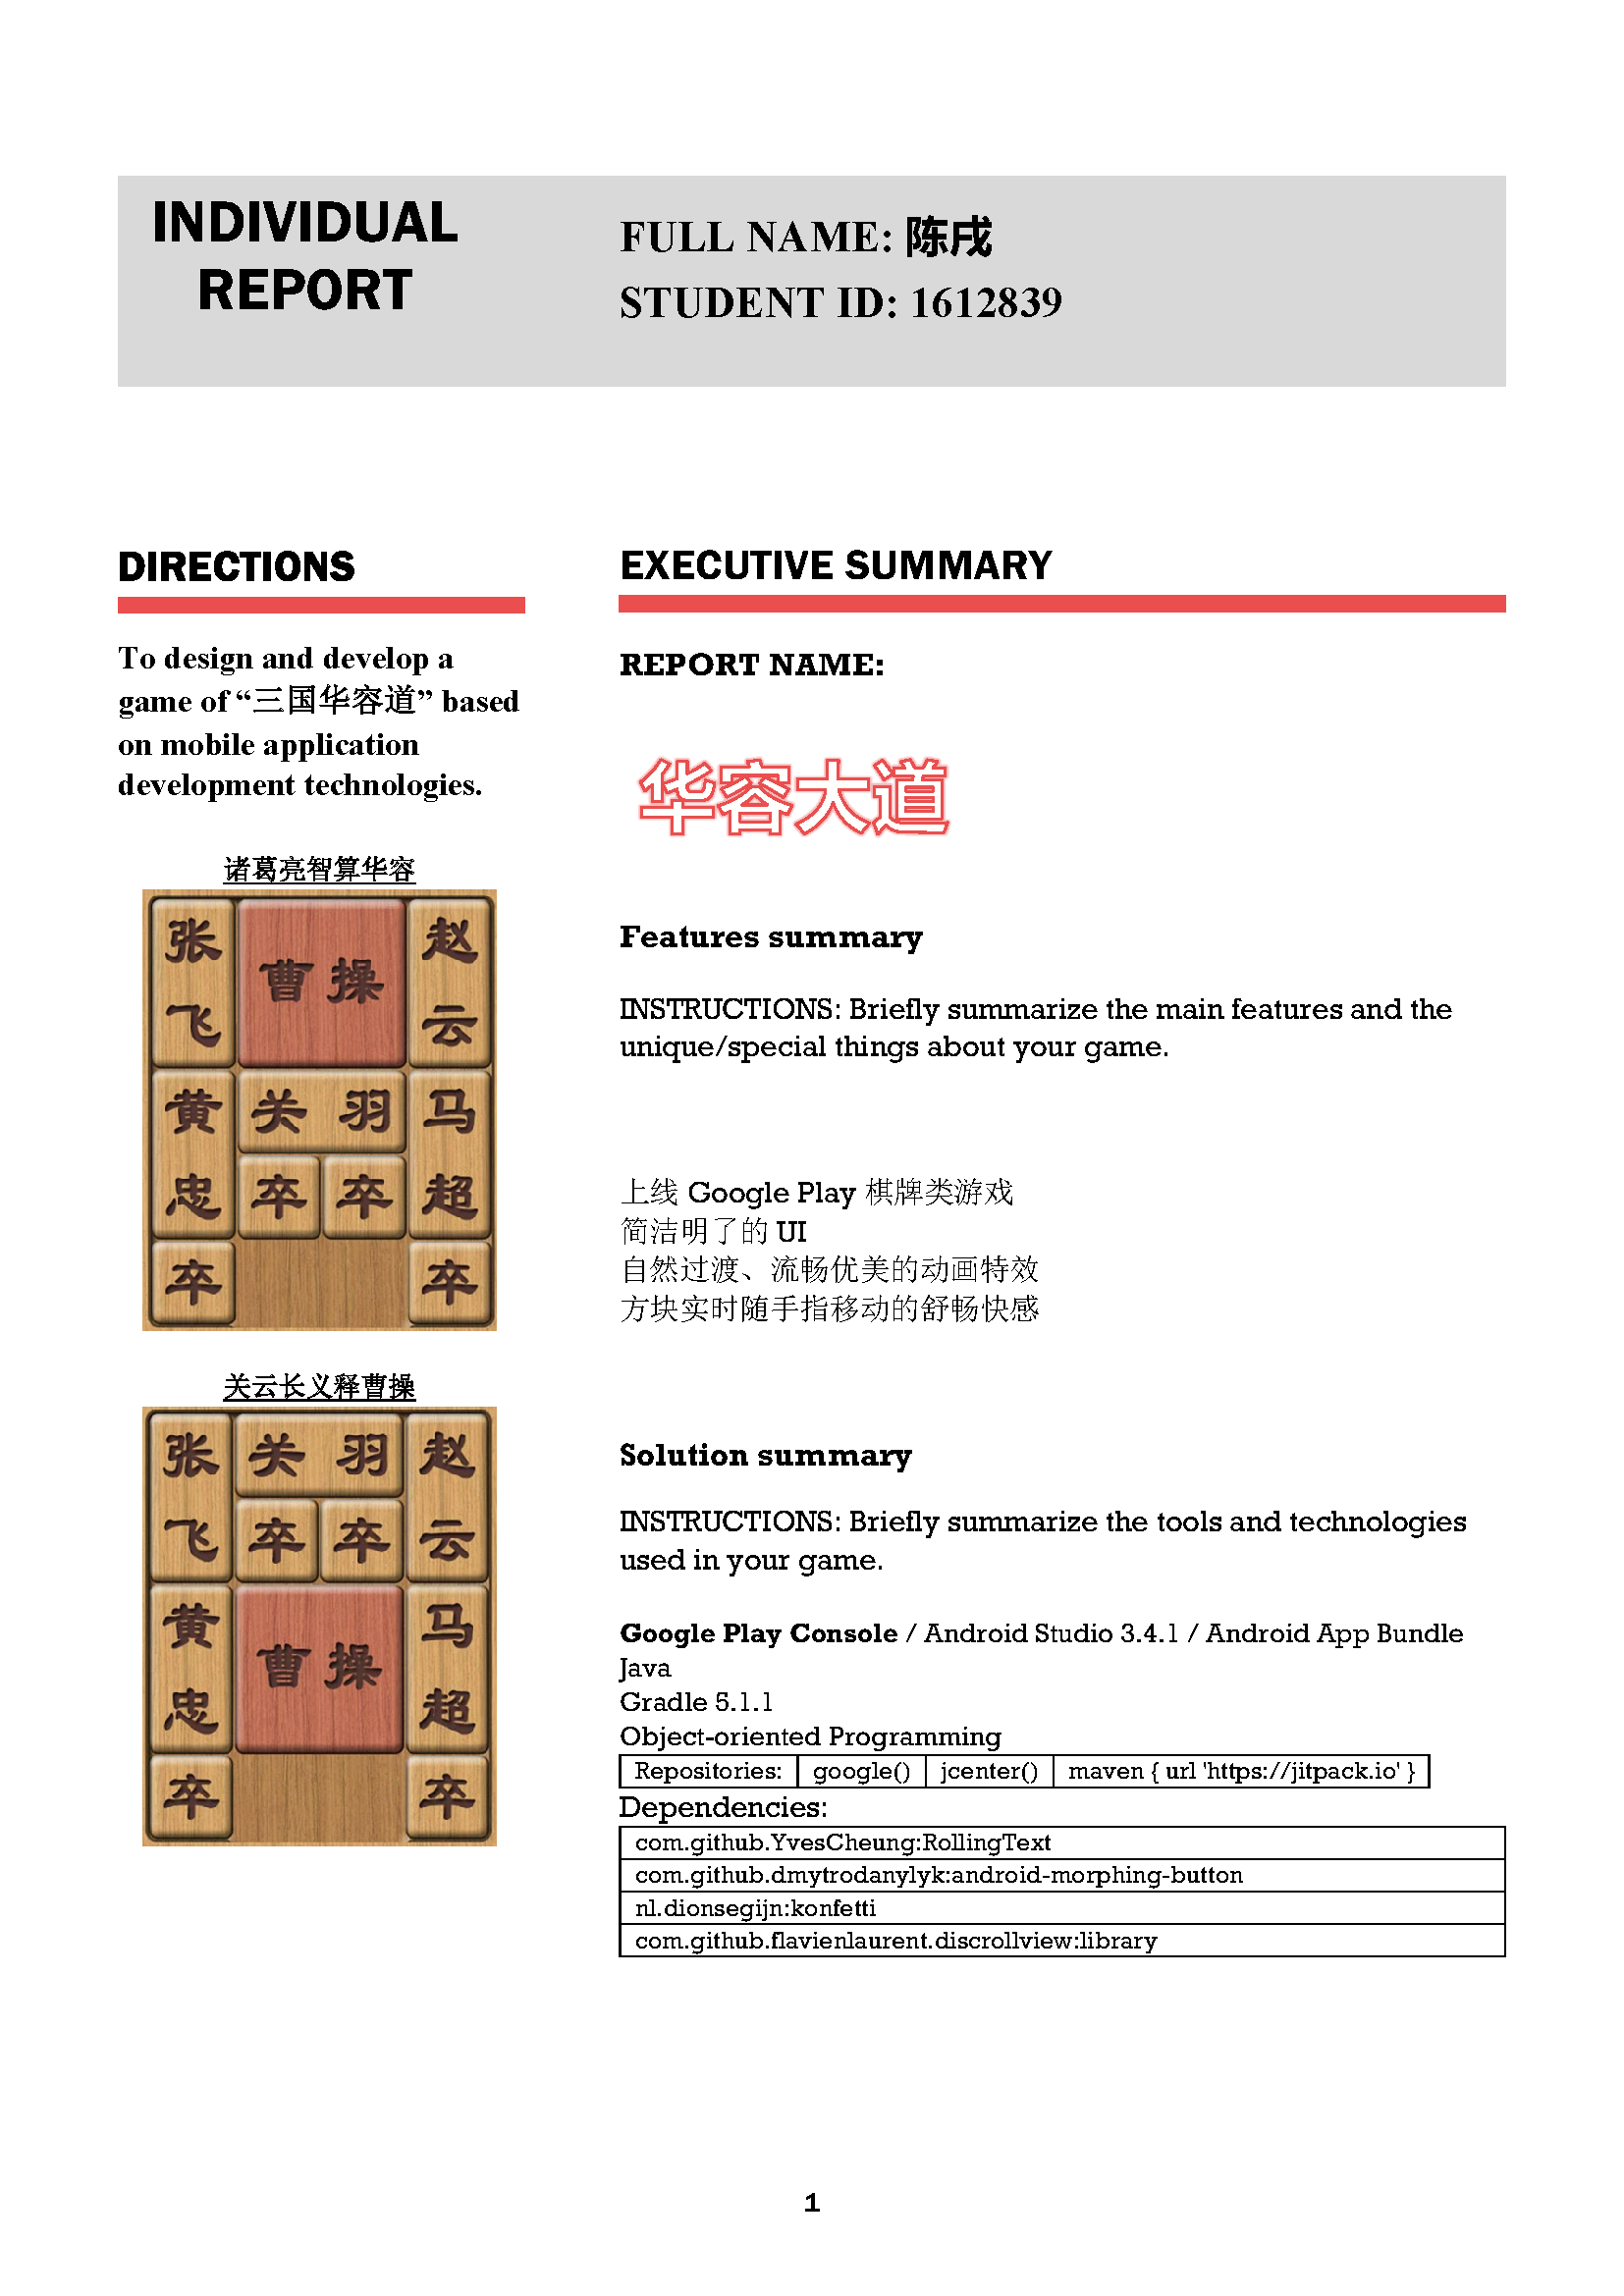 INDIVIDUAL
REPORT
FULL NAME: 陈戌
STUDENT ID: 1612839
DIRECTIONS
To design and develop a
game of “三国华容道” based
on mobile application
development technologies.
诸葛亮智算华容
张 曹操 赵
飞 云
黄 关羽 马
忠 卒 卒 超
卒 卒
关云长义释曹操
张 关羽 赵
飞 卒 卒 云
黄 曹操 马
忠 超
卒 卒
EXECUTIVE SUMMARY
REPORT NAME:
华容大道
Features summary
INSTRUCTIONS: Briefly summarize the main features and the
unique/special things about your game.
上线 Google Play 棋牌类游戏
简洁明了的 UI
自然过渡、流畅优美的动画特效
方块实时随手指移动的舒畅快感
Solution summary
INSTRUCTIONS: Briefly summarize the tools and technologies
used in your game.
Google Play Console / Android Studio 3.4.1 / Android App Bundle
Java
Gradle 5.1.1
Object-oriented Programming
Repositories: google() jcenter() maven { url 'https://jitpack.io' }
Dependencies:
com.github.YvesCheung:RollingText
com.github.dmytrodanylyk:android-morphing-button
nl.dionsegijn:konfetti
com.github.flavienlaurent.discrollview:library
1